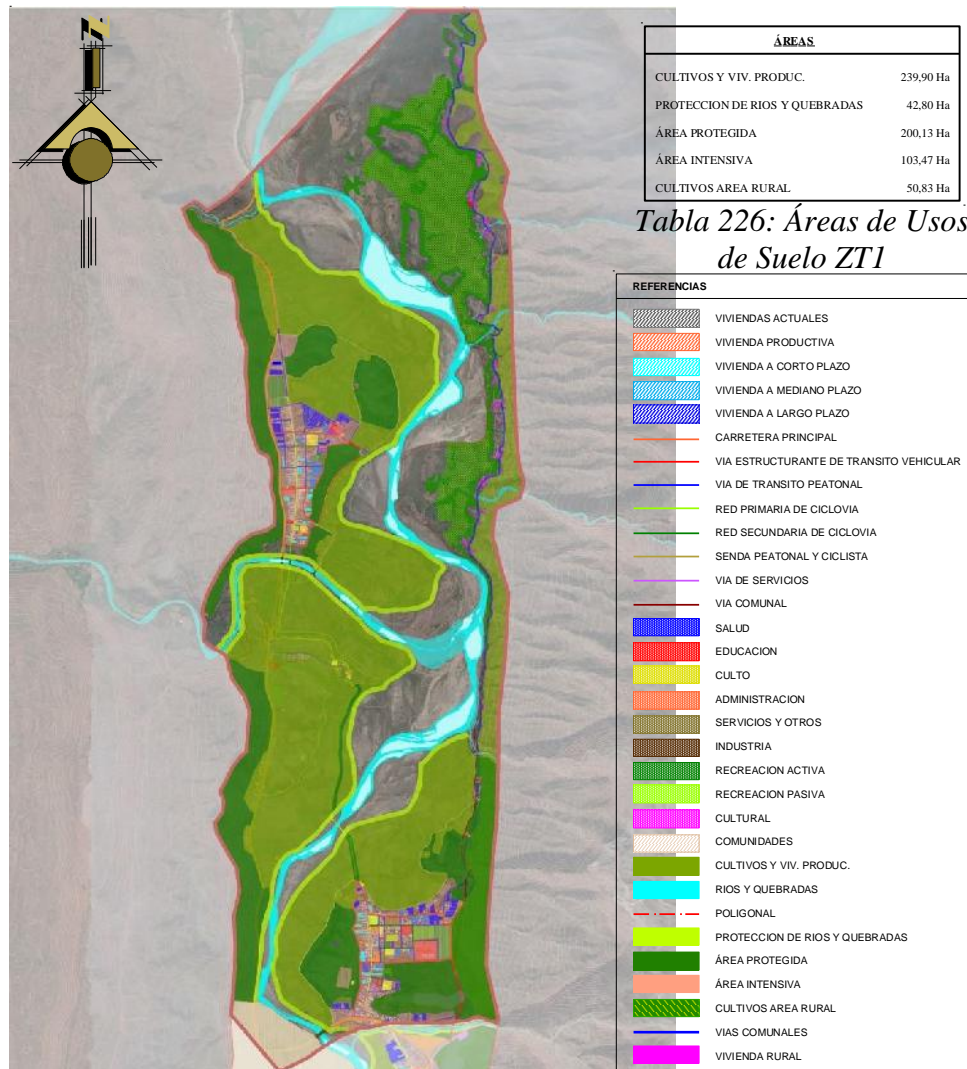 ÁREAS
CULTIVOS Y VIV. PRODUC. 239,90 Ha
PROTECCION DE RIOS Y QUEBRADAS 42,80 Ha
ÁREA PROTEGIDA 200,13 Ha
ÁREA INTENSIVA 103,47 Ha
CULTIVOS AREA RURAL 50,83 Ha
Tabla 226: Áreas de Usos
de Suelo ZT1
REFERENCIAS
VIVIENDAS ACTUALES
VIVIENDA PRODUCTIVA
VIVIENDA A CORTO PLAZO
VIVIENDA A MEDIANO PLAZO
VIVIENDA A LARGO PLAZO
CARRETERA PRINCIPAL
VIA ESTRUCTURANTE DE TRANSITO VEHICULAR
VIA DE TRANSITO PEATONAL
RED PRIMARIA DE CICLOVIA
RED SECUNDARIA DE CICLOVIA
SENDA PEATONAL Y CICLISTA
VIA DE SERVICIOS
VIA COMUNAL
SALUD
EDUCACION
CULTO
ADMINISTRACION
SERVICIOS Y OTROS
INDUSTRIA
RECREACION ACTIVA
RECREACION PASIVA
CULTURAL
COMUNIDADES
CULTIVOS Y VIV. PRODUC.
RIOS Y QUEBRADAS
POLIGONAL
PROTECCION DE RIOS Y QUEBRADAS
ÁREA PROTEGIDA
ÁREA INTENSIVA
CULTIVOS AREA RURAL
VIAS COMUNALES
VIVIENDA RURAL